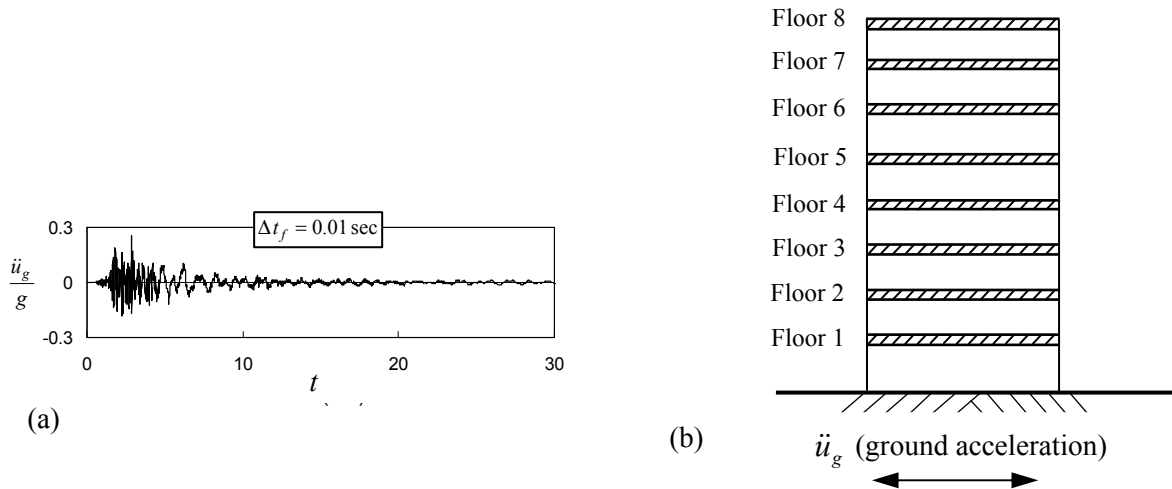 0.3
Δt_f = 0.01 sec
ü_g
g
0
-0.3
0
10
20
30
t
(a)
Floor 8
Floor 7
Floor 6
Floor 5
Floor 4
Floor 3
Floor 2
Floor 1
(b)
ü_g (ground acceleration)